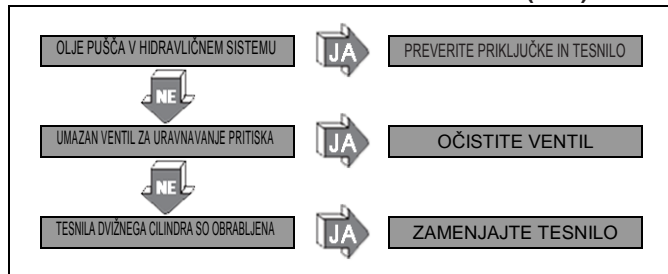 OLJE PUŠČA V HIDRAVLIČNEM SISTEMU
JA
PREVERITE PRIKLJUČKE IN TESNILO
NE
UMAZAN VENTIL ZA URAVNAVANJE PRITISKA
JA
OČISTITE VENTIL
NE
TESNILA DVIŽNEGA CILINDRA SO OBRABLJENA
JA
ZAMENJAJTE TESNILO